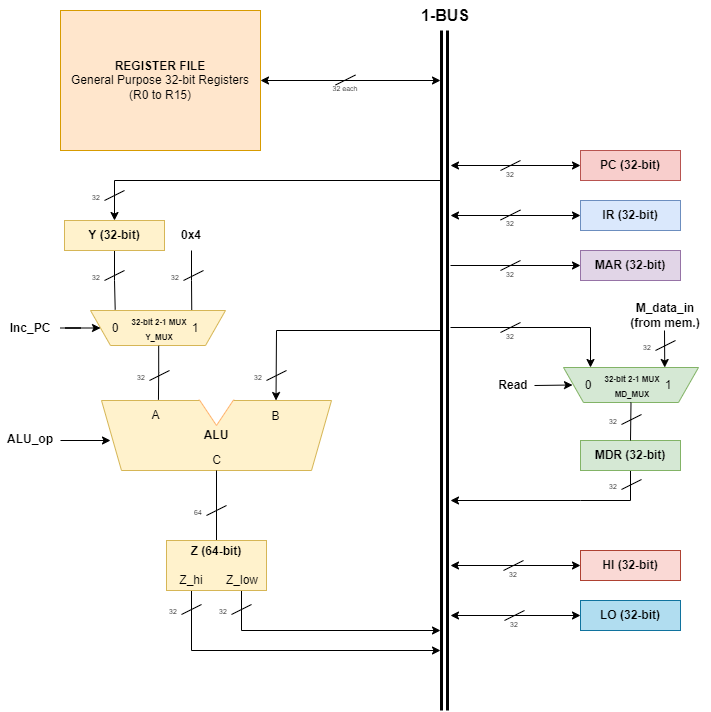 1-BUS
REGISTER FILE
General Purpose 32-bit Registers
(R0 to R15)
32 each
PC (32-bit)
32
32
IR (32-bit)
32
Y (32-bit)
0x4
MAR (32-bit)
32
32
32
M_data_in
(from mem.)
Inc_PC
0
32-bit 2-1 MUX
Y_MUX
1
32
32
Read
0
32-bit 2-1 MUX
MD_MUX
1
32
32
A
B
ALU
C
ALU_op
32
MDR (32-bit)
32
64
Z (64-bit)
Z_hi
Z_low
HI (32-bit)
32
32
32
LO (32-bit)
32